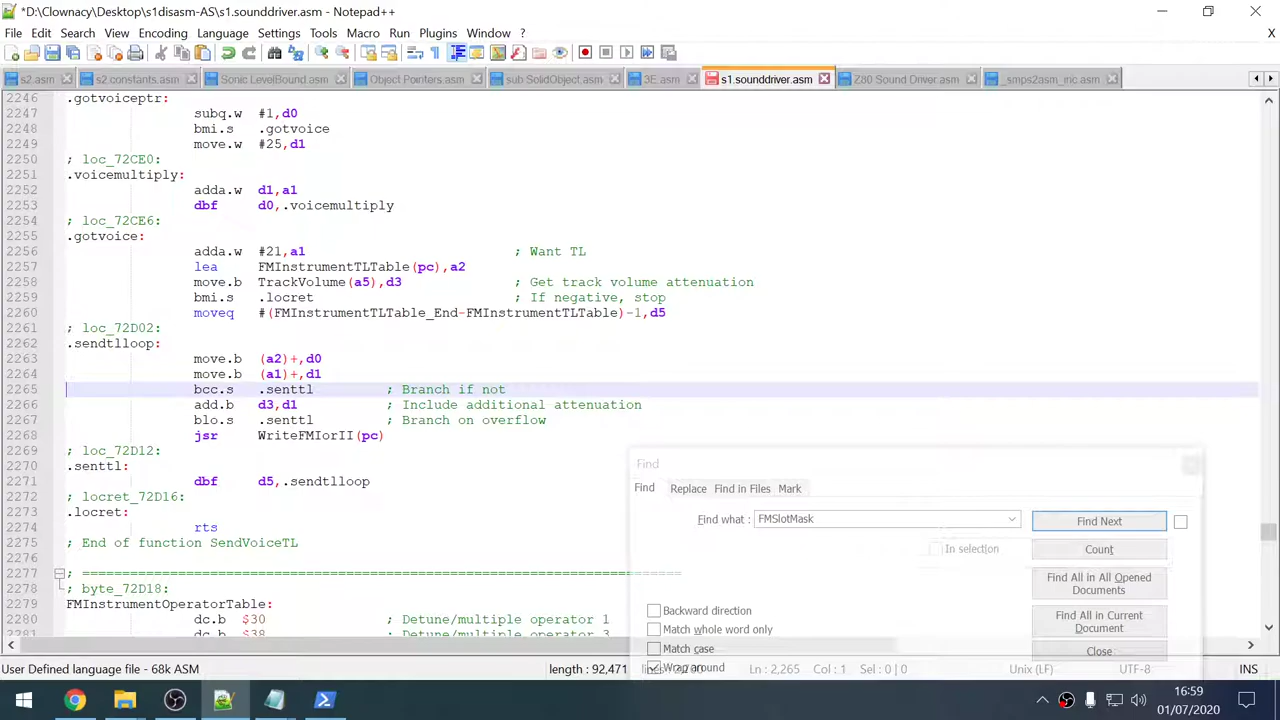 *D:\Clownacy\Desktop\s1disasm-AS\s1.sounddriver.asm - Notepad++
File Edit Search View Encoding Language Settings Tools Macro Run Plugins Window ? X
s2.asm s2.constants.asm Sonic LevelBound.asm Object Pointers.asm sub SolidObject.asm 3E.asm s1.sounddriver.asm Z80 Sound Driver.asm _smps2asm_inc.asm
2246 .gotvoiceptr:
2247 subq.w #1,d0
2248 bmi.s .gotvoice
2249 move.w #25,d1
2250 ; loc_72CE0:
2251 .voicemultiply:
2252 adda.w d1,a1
2253 dbf d0,.voicemultiply
2254 ; loc_72CE6:
2255 .gotvoice:
2256 adda.w #21,a1 ; Want TL
2257 lea FMInstrumentTLTable(pc),a2
2258 move.b TrackVolume(a5),d3 ; Get track volume attenuation
2259 bmi.s .locret ; If negative, stop
2260 moveq #(FMInstrumentTLTable_End-FMInstrumentTLTable)-1,d5
2261 ; loc_72D02:
2262 .sendtlloop:
2263 move.b (a2)+,d0
2264 move.b (a1)+,d1
2265 bcc.s .senttl ; Branch if not
2266 add.b d3,d1 ; Include additional attenuation
2267 blo.s .senttl ; Branch on overflow
2268 jsr WriteFMIorII(pc)
2269 ; loc_72D12:
2270 .senttl:
2271 dbf d5,.sendtlloop
2272 ; locret_72D16:
2273 .locret:
2274 rts
2275 ; End of function SendVoiceTL
2276
2277 ; ===========================================================================
2278 ; byte_72D18:
2279 FMInstrumentOperatorTable:
2280 dc.b $30 ; Detune/multiple operator 1
2281 dc.b $38 ; Detune/multiple operator 3
Find
Find Replace Find in Files Mark
Find what : FMSlotMask Find Next
In selection Count
Find All in All Opened Documents
Backward direction
Match whole word only Find All in Current Document
Match case
Wrap around Close
User Defined language file - 68k ASM length : 92,471 Ln : 2,265 Col : 1 Sel : 0 | 0 Unix (LF) UTF-8 INS
16:59
01/07/2020